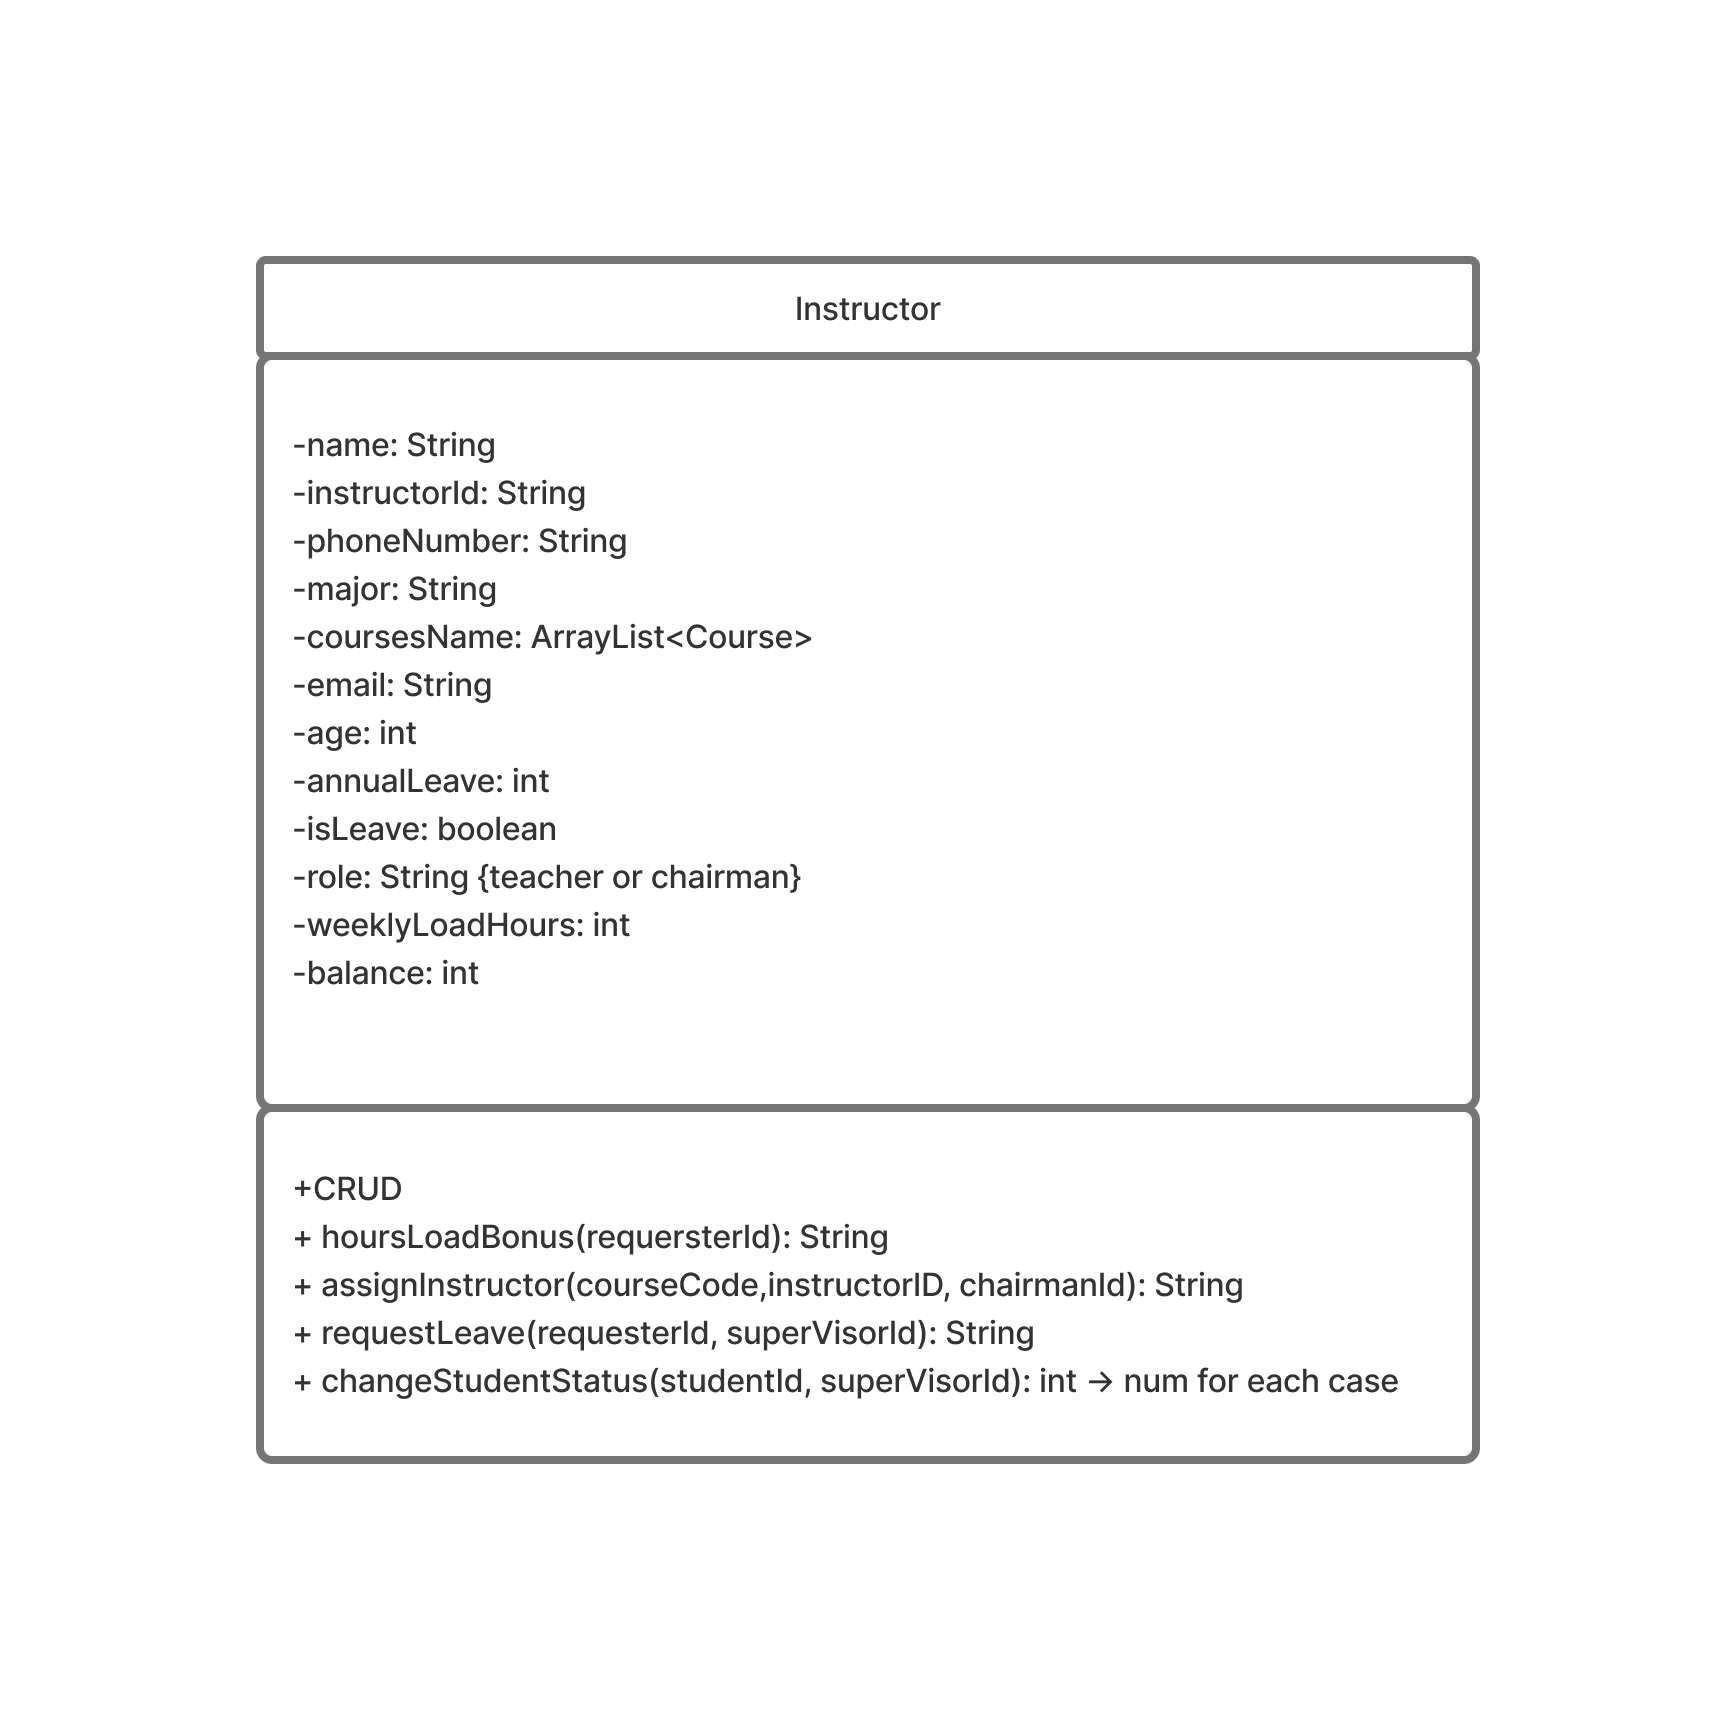 Instructor
-name: String
-instructorId: String
-phoneNumber: String
-major: String
-coursesName: ArrayList<Course>
-email: String
-age: int
-annualLeave: int
-isLeave: boolean
-role: String {teacher or chairman}
-weeklyLoadHours: int
-balance: int
+CRUD
+ hoursLoadBonus(requersterId): String
+ assignInstructor(courseCode,instructorID, chairmanId): String
+ requestLeave(requesterId, superVisorId): String
+ changeStudentStatus(studentId, superVisorId): int → num for each case